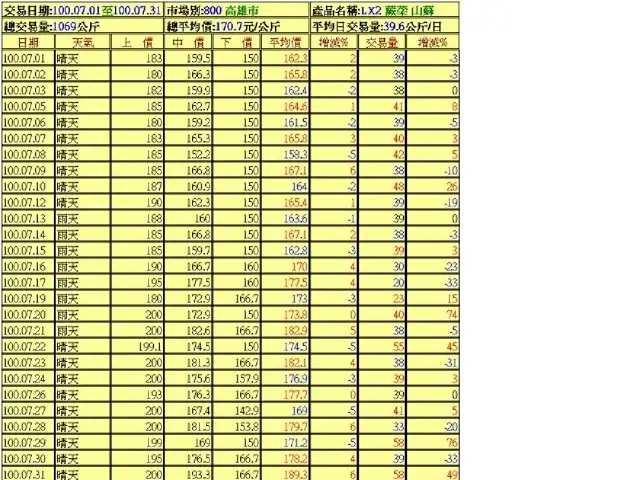 交易日期:100.07.01至100.07.31 市場別:800 高雄市 產品名稱:LX2 蕨菜 山蘇
總交易量:1069公斤 總平均價:170.7元/公斤 平均日交易量:39.6公斤/日
日期 天氣 上 價 中 價 下 價 平均價 增減% 交易量 增減%
100.07.01 晴天 183 159.5 150 162.3 2 39 -3
100.07.02 晴天 180 166.3 150 165.8 2 38 -3
100.07.03 晴天 182 159.9 150 162.4 -2 38 0
100.07.05 晴天 185 162.7 150 164.6 1 41 8
100.07.06 晴天 180 159.2 150 161.5 -2 39 -5
100.07.07 晴天 183 165.3 150 165.8 3 40 3
100.07.08 晴天 185 152.2 150 158.3 -5 42 5
100.07.09 晴天 185 166.8 150 167.1 6 38 -10
100.07.10 晴天 187 160.9 150 164 -2 48 26
100.07.12 晴天 190 162.3 150 165.4 1 39 -19
100.07.13 雨天 188 160 150 163.6 -1 39 0
100.07.14 雨天 185 166.8 150 167.1 2 38 -3
100.07.15 雨天 185 159.7 150 162.8 -3 39 3
100.07.16 雨天 190 166.7 160 170 4 30 -23
100.07.17 雨天 195 177.5 160 177.5 4 20 -33
100.07.19 雨天 180 172.9 166.7 173 -3 23 15
100.07.20 雨天 200 172.9 150 173.8 0 40 74
100.07.21 雨天 200 182.6 166.7 182.9 5 38 -5
100.07.22 晴天 199.1 174.5 150 174.5 -5 55 45
100.07.23 晴天 200 181.3 166.7 182.1 4 38 -31
100.07.24 晴天 200 175.6 157.9 176.9 -3 39 3
100.07.26 晴天 193 176.3 166.7 177.7 0 39 0
100.07.27 晴天 200 167.4 142.9 169 -5 41 5
100.07.28 晴天 200 181.5 153.8 179.7 6 33 -20
100.07.29 晴天 199 169 150 171.2 -5 58 76
100.07.30 晴天 195 176.5 166.7 178.2 4 39 -33
100.07.31 晴天 200 193.3 166.7 189.3 6 58 49